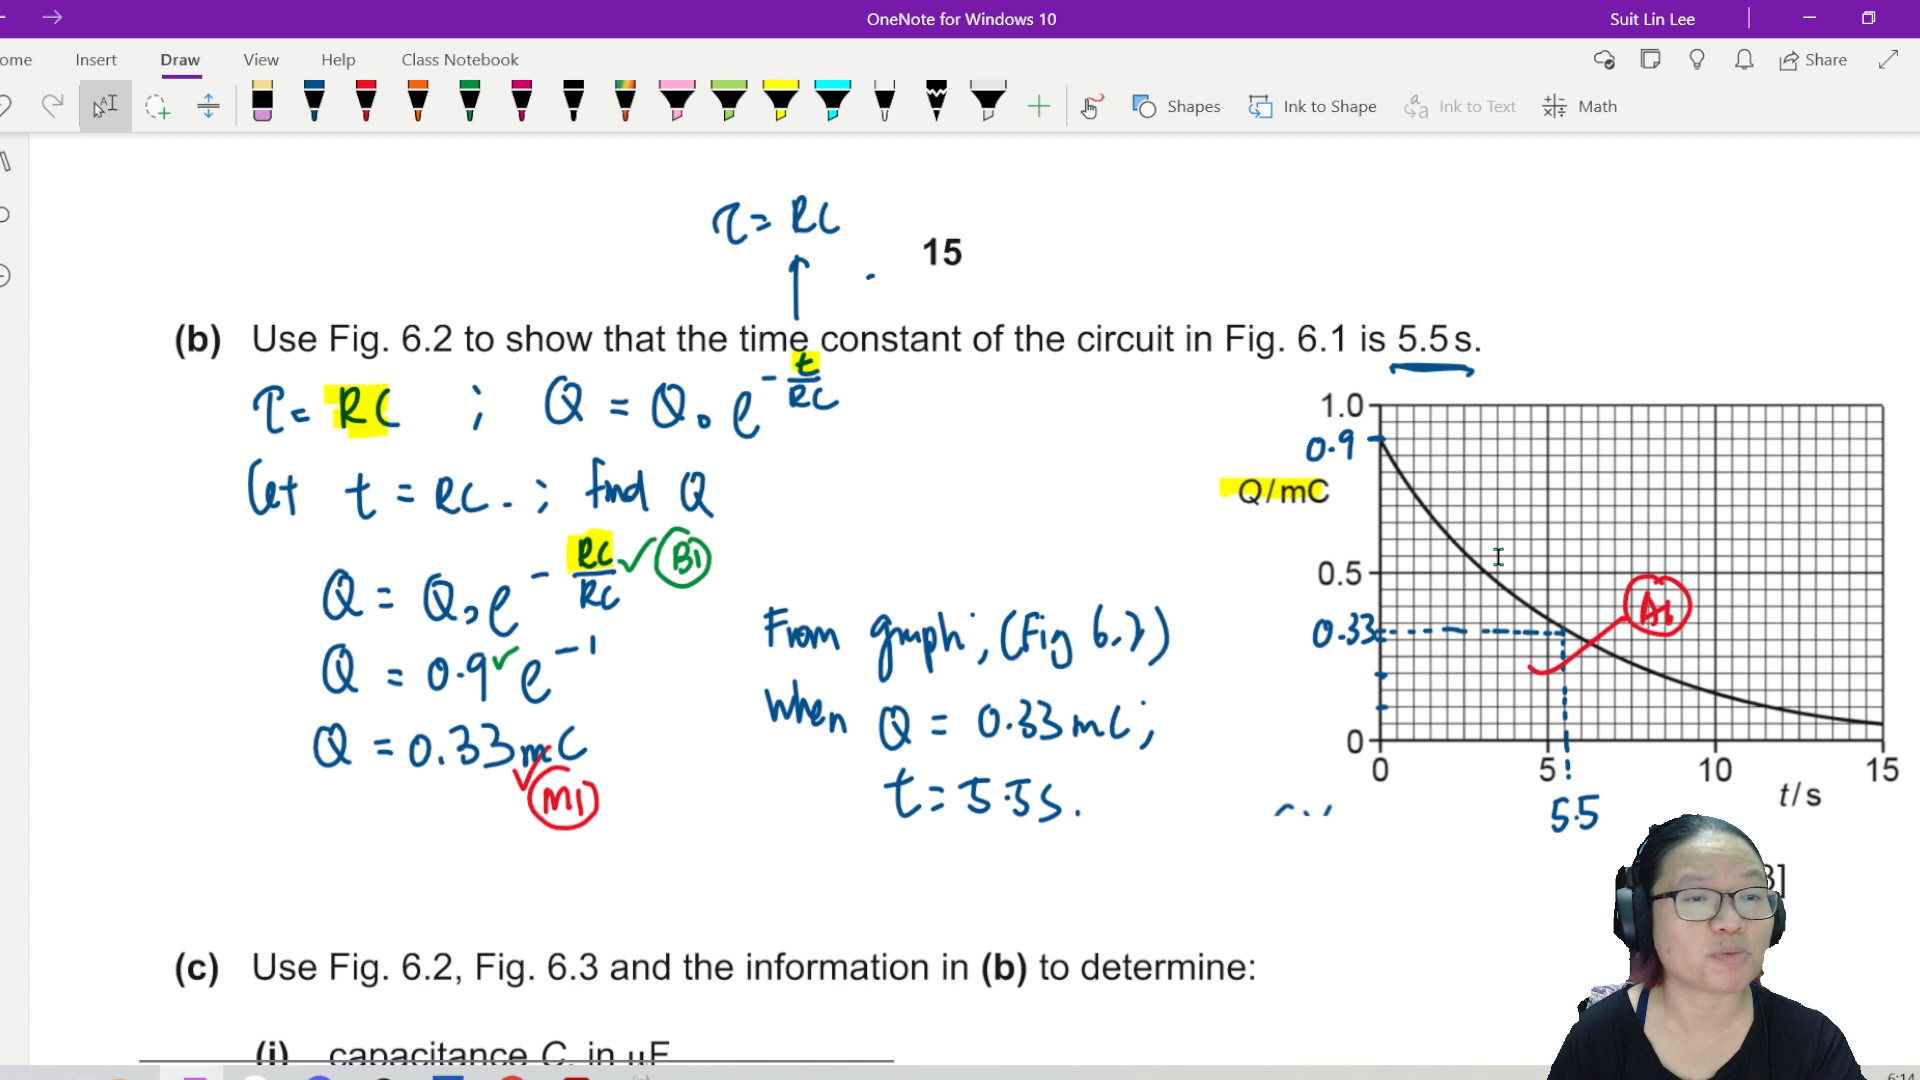 OneNote for Windows 10
Suit Lin Lee
ome Insert Draw View Help Class Notebook Share
Shapes Ink to Shape Ink to Text Math
τ = RC
15
(b) Use Fig. 6.2 to show that the time constant of the circuit in Fig. 6.1 is 5.5 s.
τ = RC ; Q = Q₀ e^-t/RC
Let t = RC. ; find Q
Q = Q₀ e^-RC/RC ✓ B1
Q = 0.9 ✓ e^-1
Q = 0.33 mC
✓ M1
From graph, (Fig 6.2)
when Q = 0.33 mC;
t = 5.5 s.
1.0
0.9
Q/mC
0.5
A1
0.33
0
0 5 10 15
t/s
5.5
3]
(c) Use Fig. 6.2, Fig. 6.3 and the information in (b) to determine:
(i) capacitance C, in μF
6:14